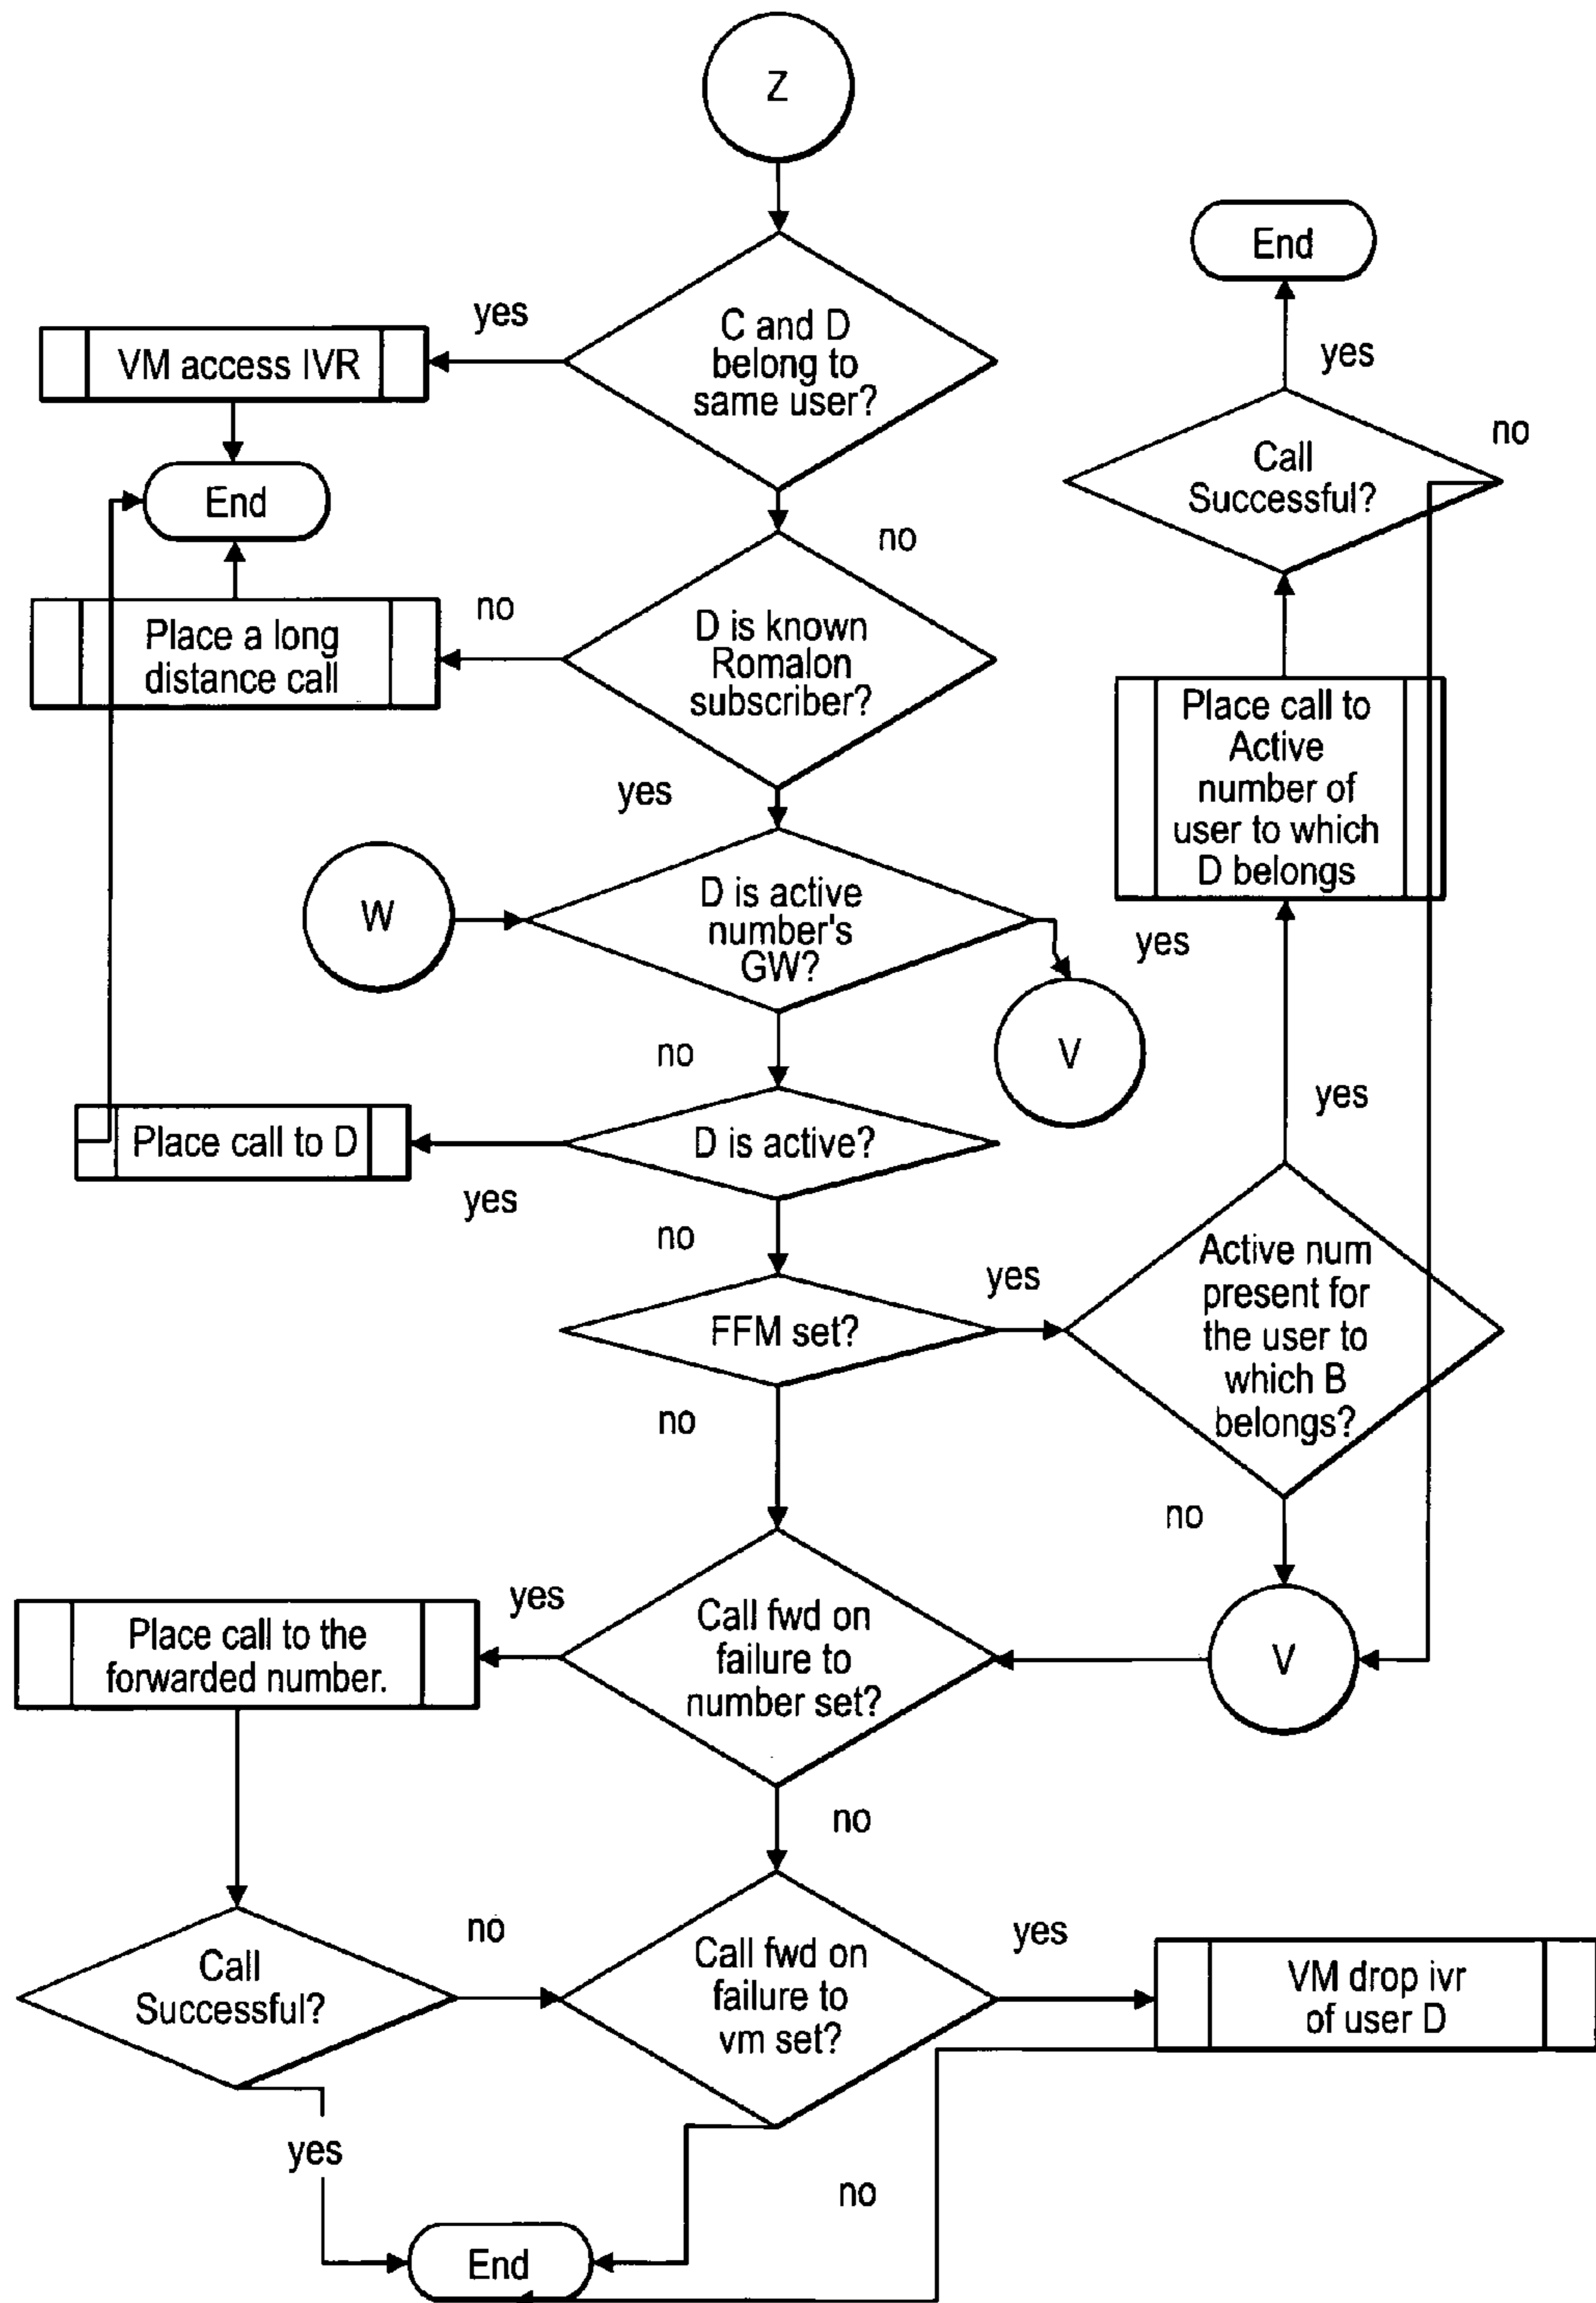 Z
End
yes
C and D
belong to
same user?
VM access IVR
yes
no
Call
Successful?
End
no
no
D is known
Romalon
subscriber?
Place a long
distance call
Place call to
Active
number of
user to which
D belongs
yes
W
D is active
number's
GW?
yes
V
no
yes
Place call to D
D is active?
yes
no
Active num
present for
the user to
which B
belongs?
yes
FFM set?
no
no
yes
Place call to the
forwarded number.
Call fwd on
failure to
number set?
V
no
no
yes
Call
Successful?
Call fwd on
failure to
vm set?
VM drop ivr
of user D
yes
no
End